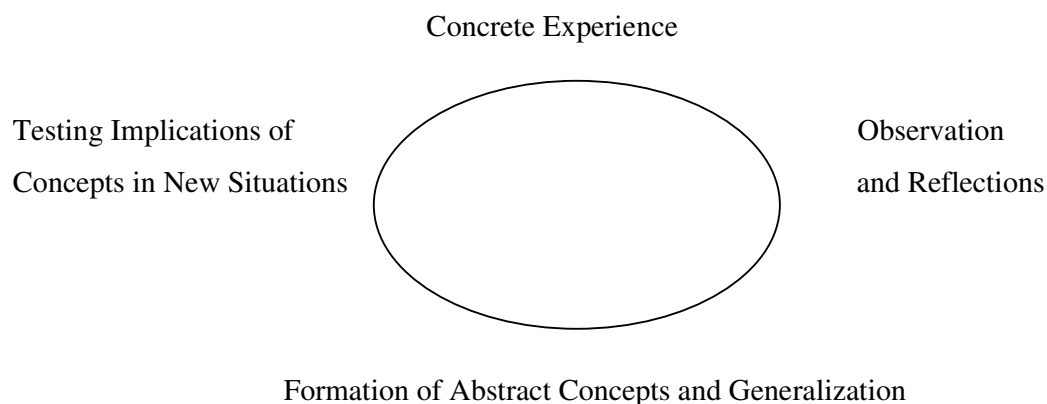 Concrete Experience
Testing Implications of
Concepts in New Situations
Observation
and Reflections
Formation of Abstract Concepts and Generalization